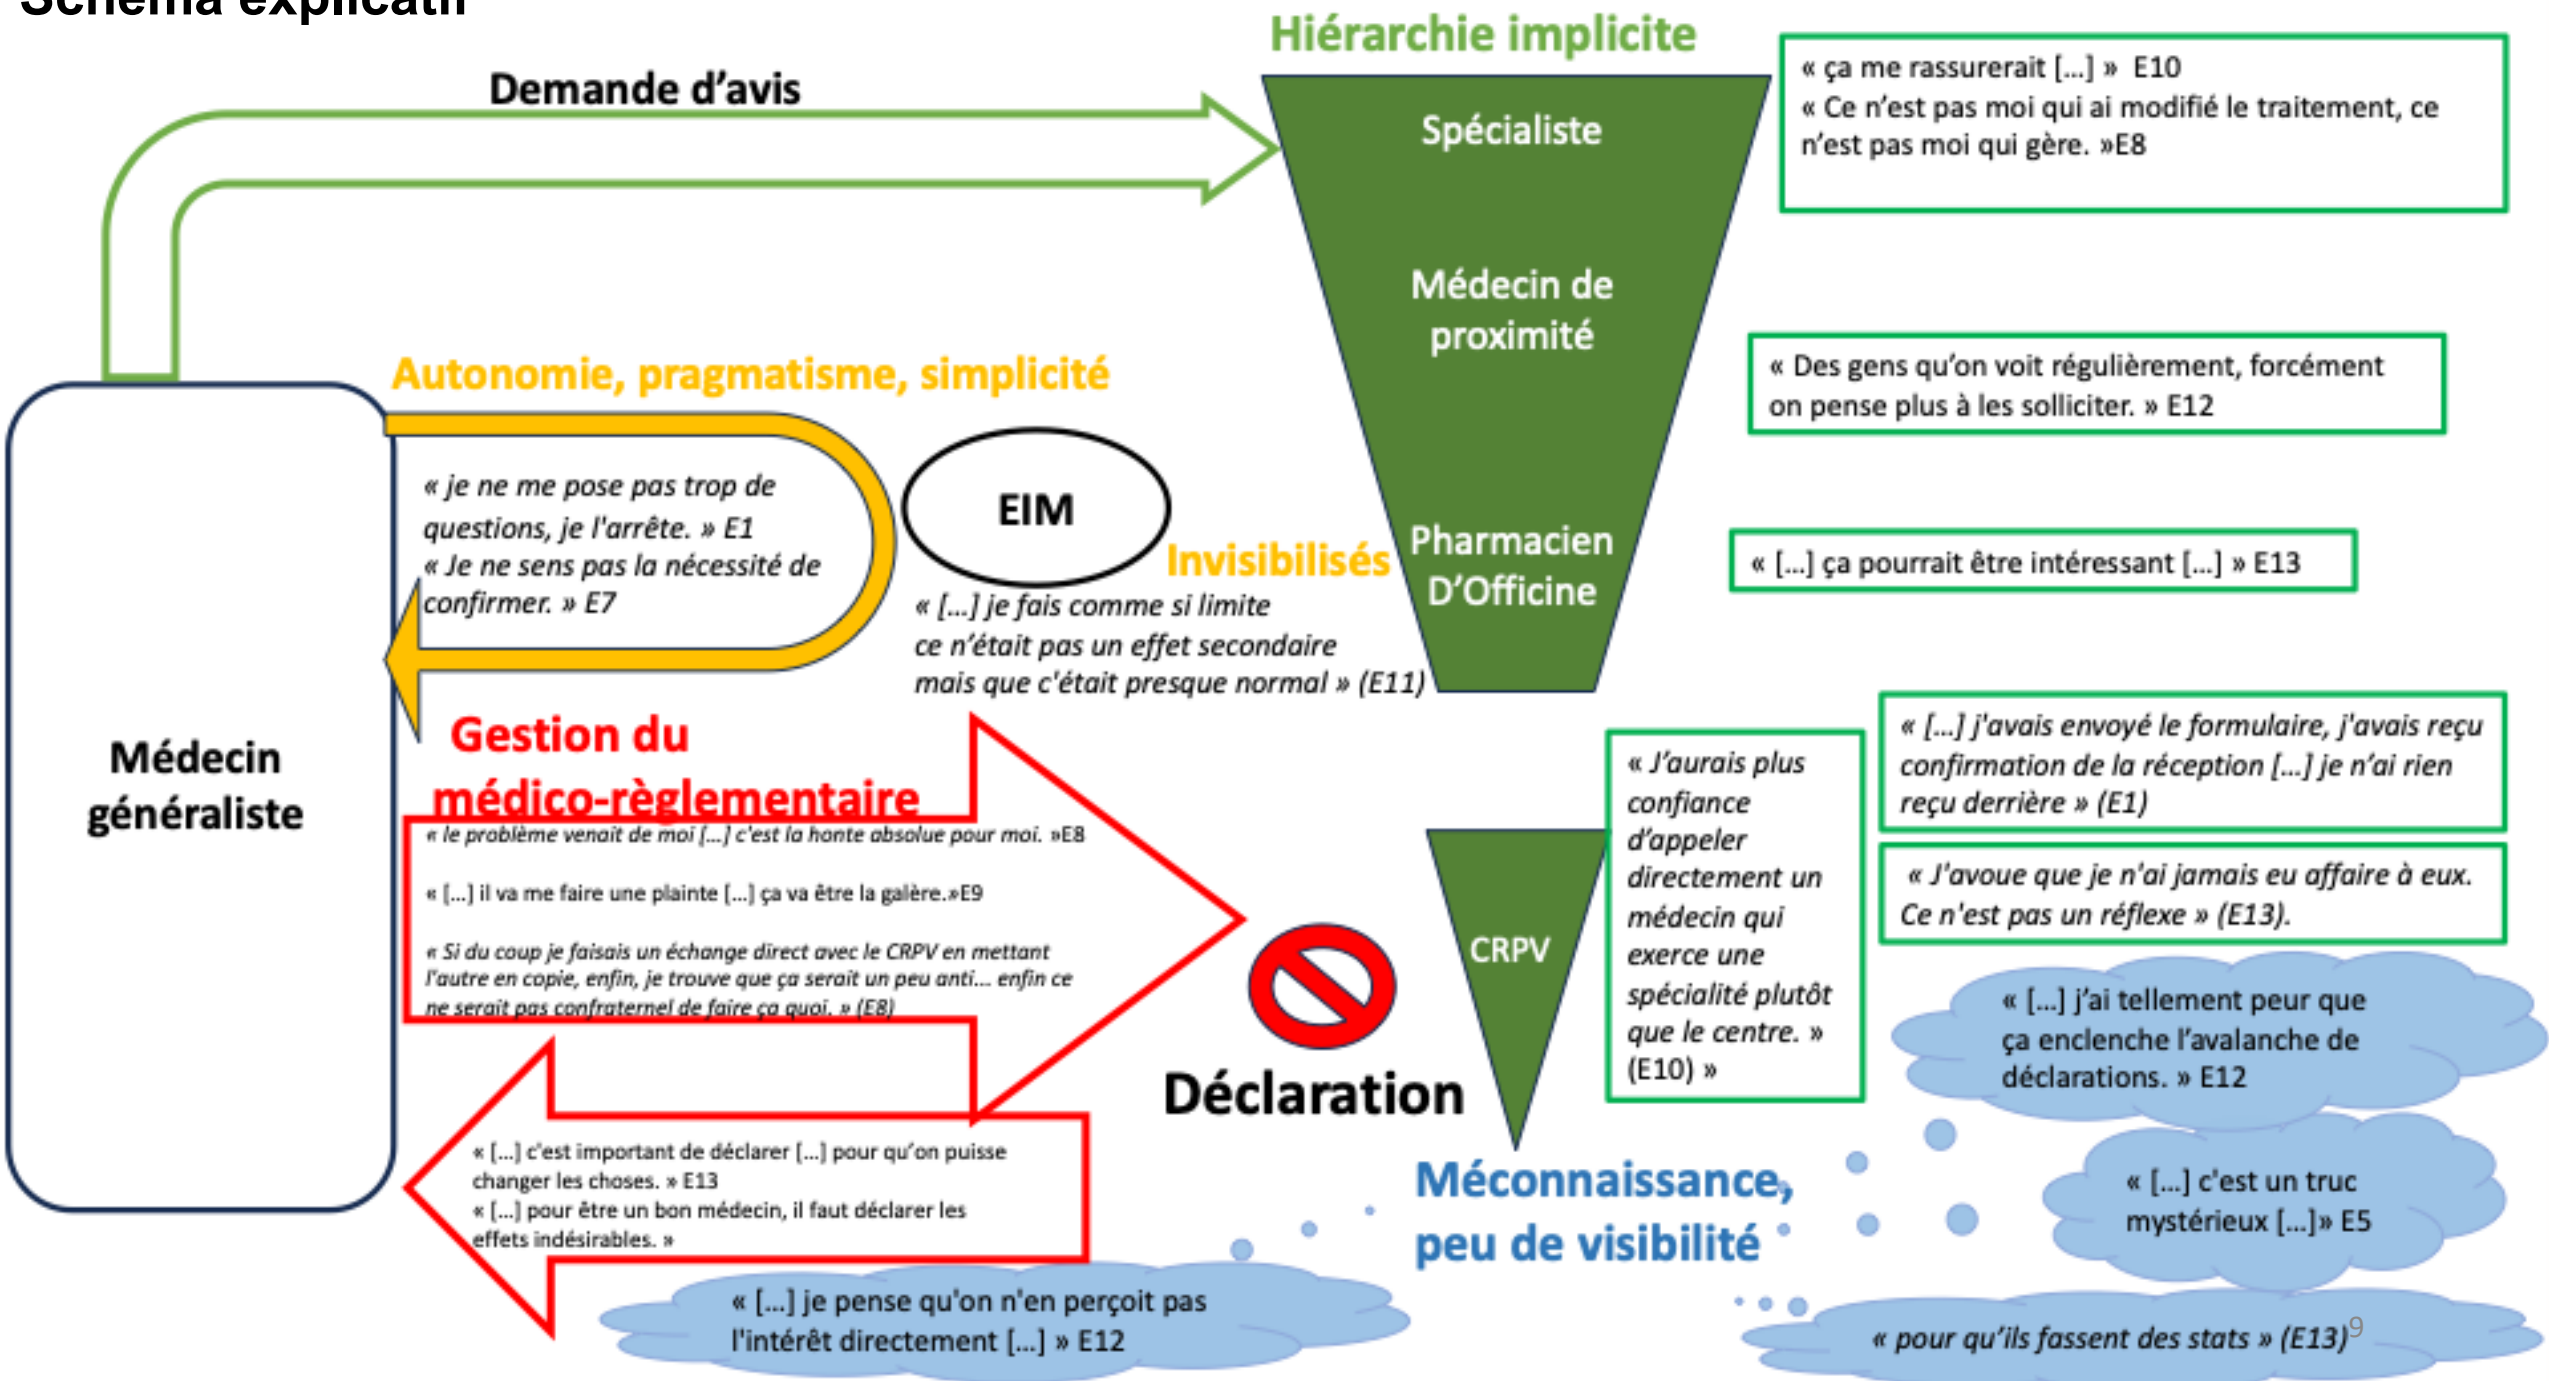 Schéma explicatif
Hiérarchie implicite
Demande d'avis
Spécialiste
« ça me rassurerait [...] » E10
« Ce n'est pas moi qui ai modifié le traitement, ce
n'est pas moi qui gère. »E8
Médecin de
proximité
« Des gens qu'on voit régulièrement, forcément
on pense plus à les solliciter. » E12
Pharmacien
D'Officine
« [...] ça pourrait être intéressant [...] » E13
Autonomie, pragmatisme, simplicité
« je ne me pose pas trop de
questions, je l'arrête. » E1
« Je ne sens pas la nécessité de
confirmer. » E7
EIM
Invisibilisés
« [...] je fais comme si limite
ce n'était pas un effet secondaire
mais que c'était presque normal » (E11)
Médecin
généraliste
Gestion du
médico-règlementaire
« le problème venait de moi [...] c'est la honte absolue pour moi. »E8
« [...] il va me faire une plainte [...] ça va être la galère.»E9
« Si du coup je faisais un échange direct avec le CRPV en mettant
l'autre en copie, enfin, je trouve que ça serait un peu anti... enfin ce
ne serait pas confraternel de faire ça quoi. » (E8)
Déclaration
« [...] c'est important de déclarer [...] pour qu'on puisse
changer les choses. » E13
« [...] pour être un bon médecin, il faut déclarer les
effets indésirables. »
« [...] je pense qu'on n'en perçoit pas
l'intérêt directement [...] » E12
CRPV
« J'aurais plus
confiance
d'appeler
directement un
médecin qui
exerce une
spécialité plutôt
que le centre. »
(E10) »
« [...] j'avais envoyé le formulaire, j'avais reçu
confirmation de la réception [...] je n'ai rien
reçu derrière » (E1)
« J'avoue que je n'ai jamais eu affaire à eux.
Ce n'est pas un réflexe » (E13).
Méconnaissance,
peu de visibilité
« [...] j'ai tellement peur que
ça enclenche l'avalanche de
déclarations. » E12
« [...] c'est un truc
mystérieux [...]» E5
« pour qu'ils fassent des stats » (E13)
9